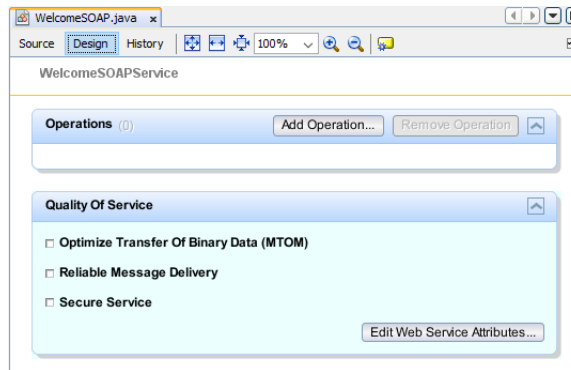 WelcomeSOAP.java x
Source Design History 100%
WelcomeSOAPService
Operations (0) Add Operation... Remove Operation
Quality Of Service
Optimize Transfer Of Binary Data (MTOM)
Reliable Message Delivery
Secure Service
Edit Web Service Attributes...